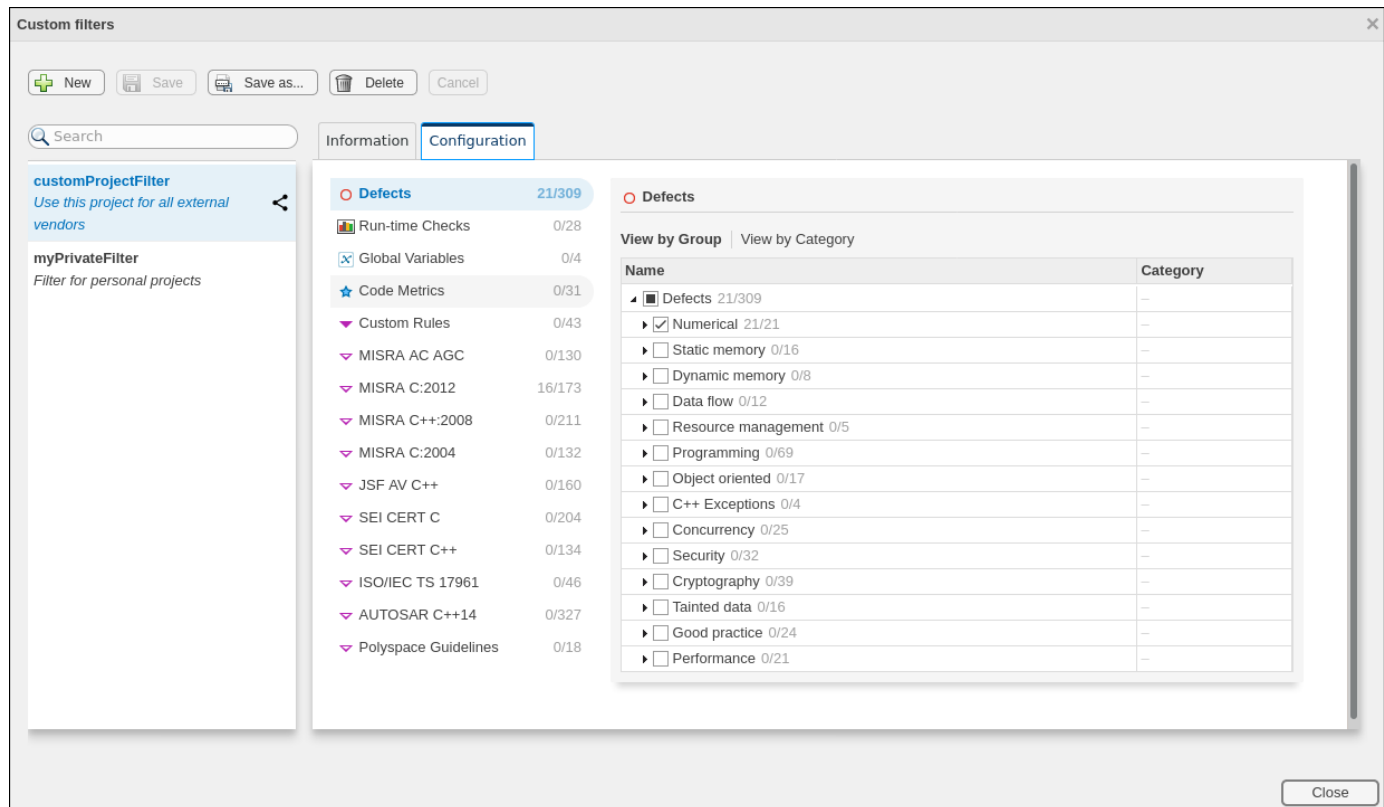 Custom filters
New Save Save as... Delete Cancel
Search
customProjectFilter
Use this project for all external
vendors
myPrivateFilter
Filter for personal projects
Information Configuration
Defects 21/309
Run-time Checks 0/28
Global Variables 0/4
Code Metrics 0/31
Custom Rules 0/43
MISRA AC AGC 0/130
MISRA C:2012 16/173
MISRA C++:2008 0/211
MISRA C:2004 0/132
JSF AV C++ 0/160
SEI CERT C 0/204
SEI CERT C++ 0/134
ISO/IEC TS 17961 0/46
AUTOSAR C++14 0/327
Polyspace Guidelines 0/18
Defects
View by Group View by Category
Name Category
Defects 21/309 –
Numerical 21/21 –
Static memory 0/16 –
Dynamic memory 0/8 –
Data flow 0/12 –
Resource management 0/5 –
Programming 0/69 –
Object oriented 0/17 –
C++ Exceptions 0/4 –
Concurrency 0/25 –
Security 0/32 –
Cryptography 0/39 –
Tainted data 0/16 –
Good practice 0/24 –
Performance 0/21 –
Close